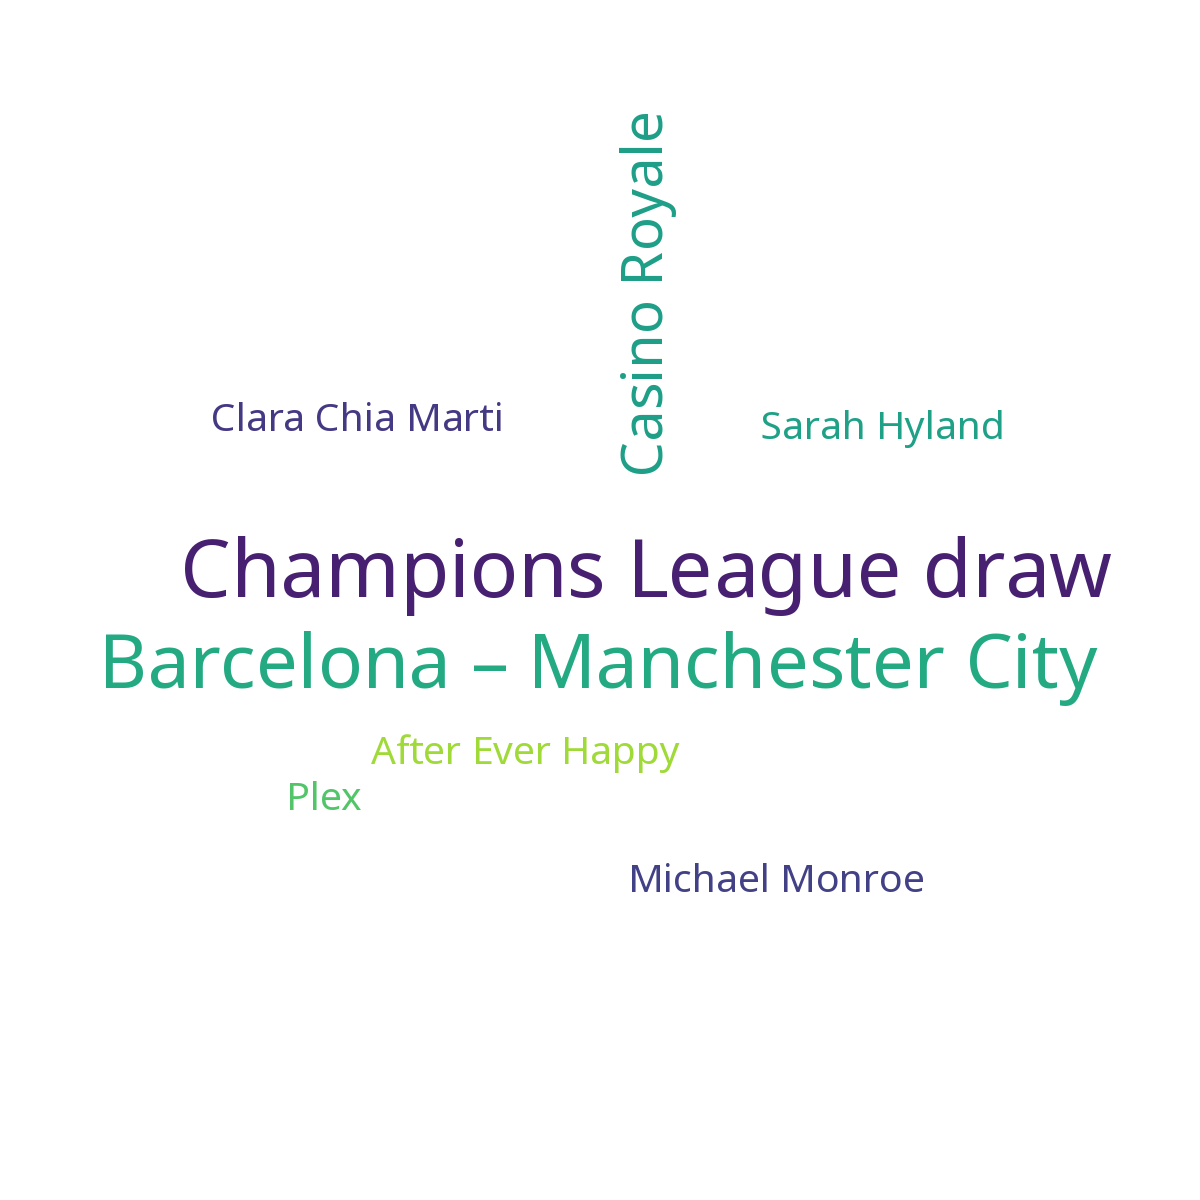 Casino Royale
Clara Chia Marti
Sarah Hyland
Champions League draw
Barcelona – Manchester City
After Ever Happy
Plex
Michael Monroe